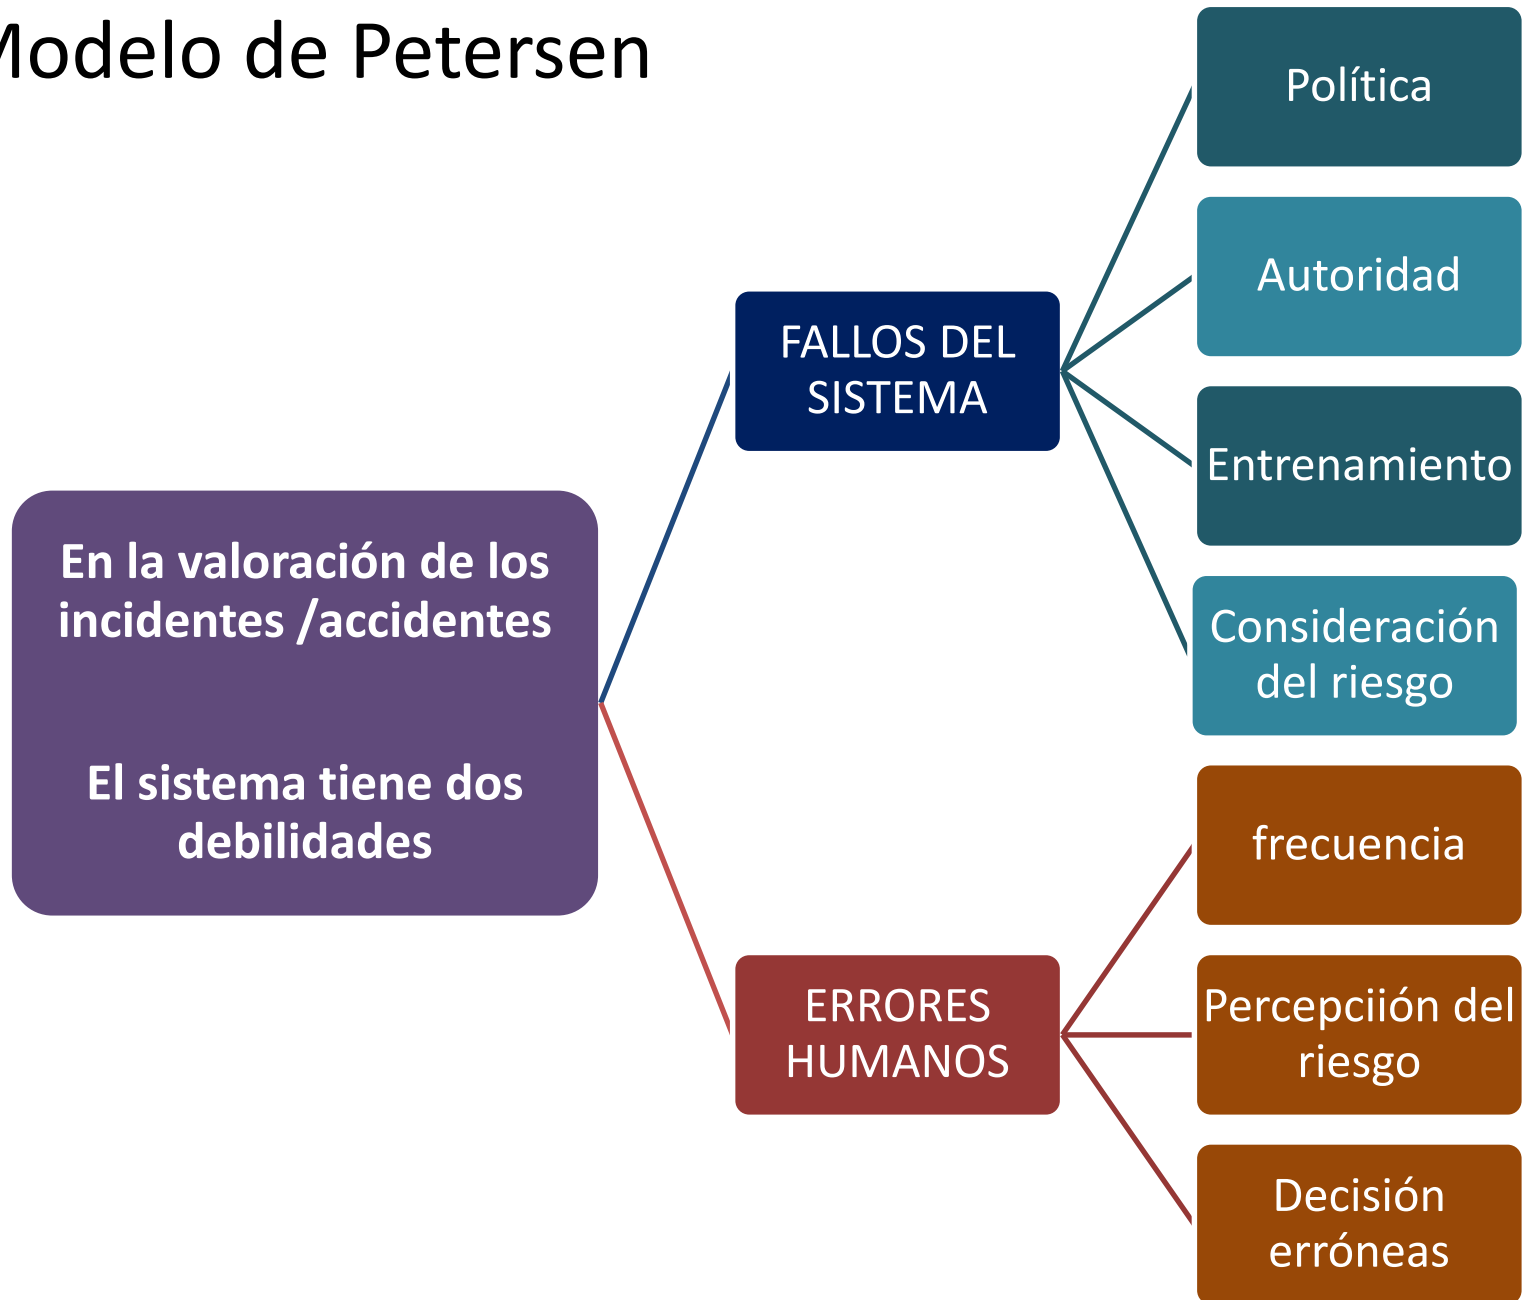 Modelo de Petersen
En la valoración de los
incidentes /accidentes
El sistema tiene dos
debilidades
FALLOS DEL
SISTEMA
Política
Autoridad
Entrenamiento
Consideración
del riesgo
ERRORES
HUMANOS
frecuencia
Percepciión del
riesgo
Decisión
erróneas